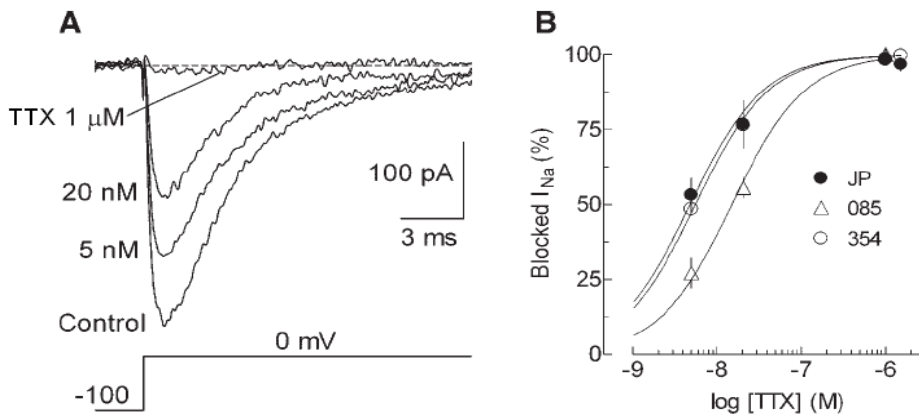 A
TTX 1 μM
20 nM
5 nM
Control
100 pA
3 ms
0 mV
-100
B
Blocked I_Na (%)
100
75
50
25
0
JP
085
354
-9
-8
-7
-6
log [TTX] (M)